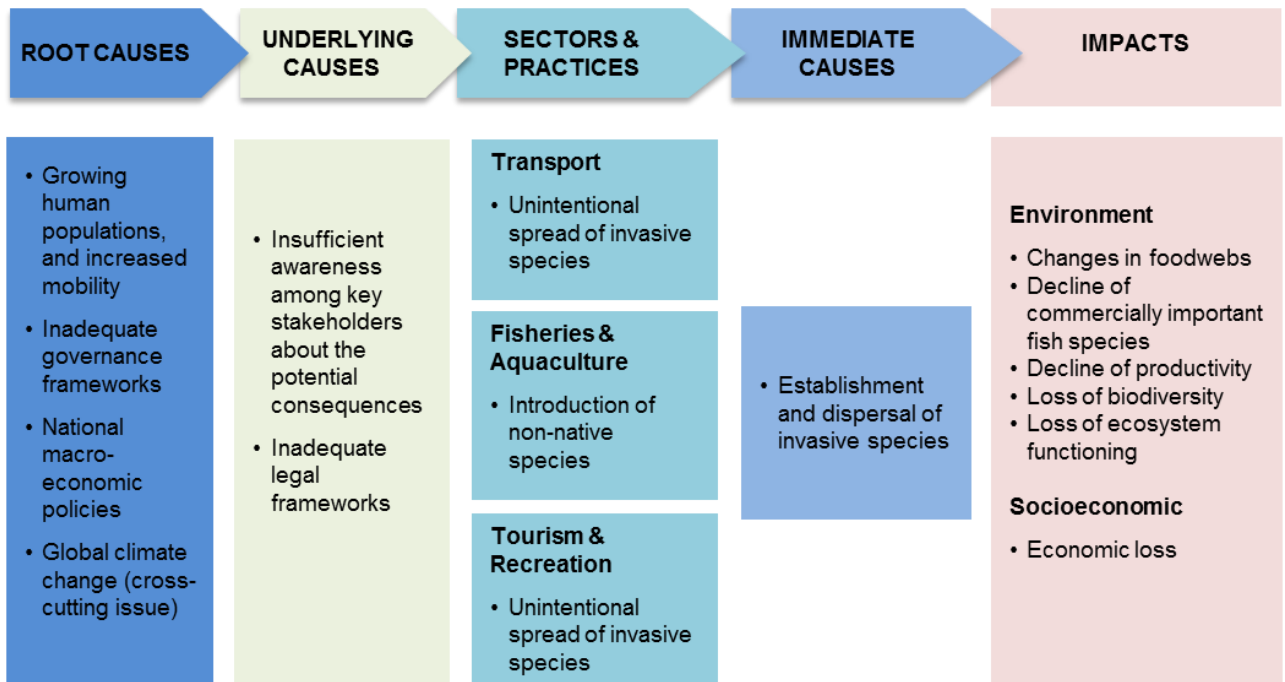 ROOT CAUSES
UNDERLYING
CAUSES
SECTORS &
PRACTICES
IMMEDIATE
CAUSES
IMPACTS
• Growing
human
populations,
and increased
mobility
• Inadequate
governance
frameworks
• National
macro-
economic
policies
• Global climate
change (cross-
cutting issue)
• Insufficient
awareness
among key
stakeholders
about the
potential
consequences
• Inadequate
legal
frameworks
Transport
• Unintentional
spread of invasive
species
Fisheries &
Aquaculture
• Introduction of
non-native
species
Tourism &
Recreation
• Unintentional
spread of invasive
species
• Establishment
and dispersal of
invasive species
Environment
• Changes in foodwebs
• Decline of
commercially important
fish species
• Decline of productivity
• Loss of biodiversity
• Loss of ecosystem
functioning
Socioeconomic
• Economic loss